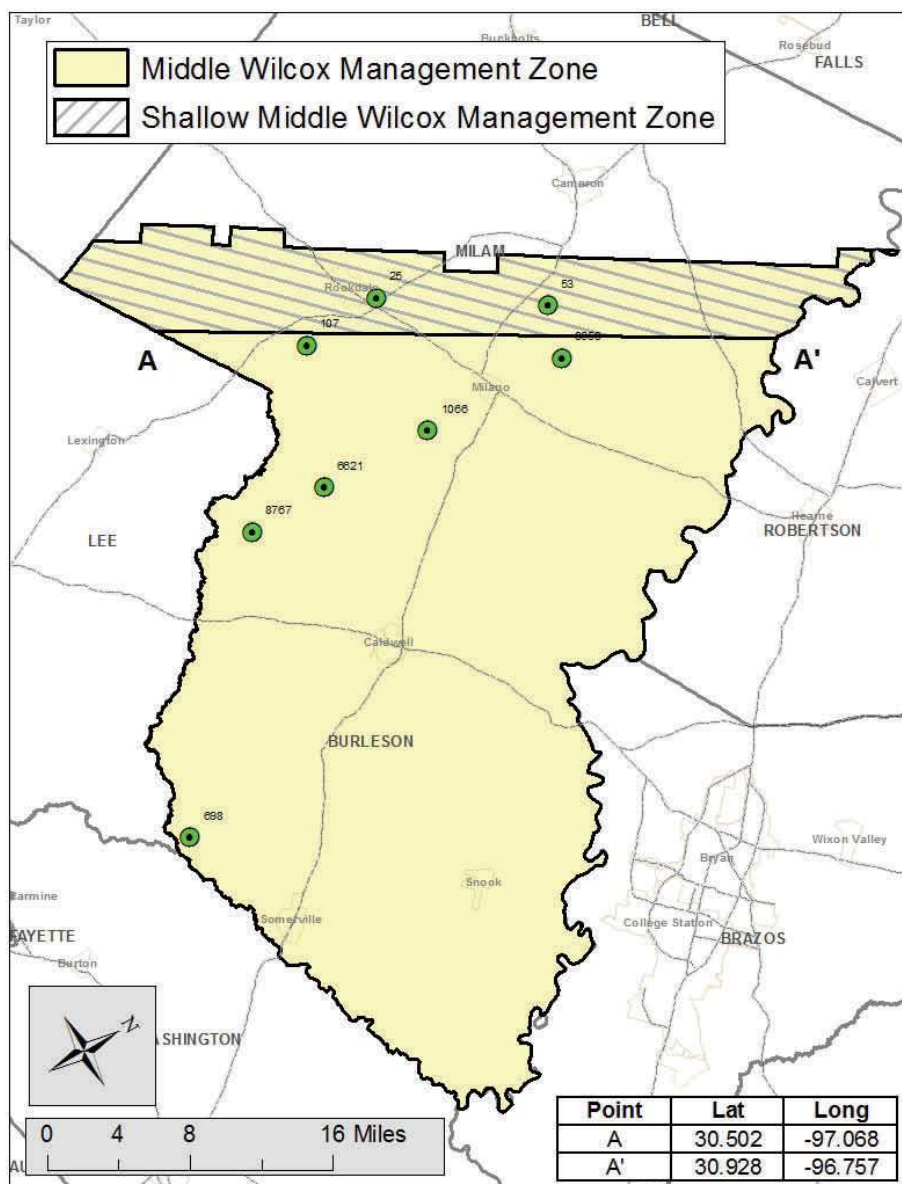 Taylor
BELL
Buckholts
Rosebud
FALLS
Middle Wilcox Management Zone
Shallow Middle Wilcox Management Zone
Cameron
MILAM
25
Rockdale
53
107
A
A'
Milano
Calvert
1066
Lexington
6621
8767
Hearne
LEE
ROBERTSON
Caldwell
BURLESON
698
Wixon Valley
Bryan
Snook
Somerville
College Station
BRAZOS
FAYETTE
Burton
N
ASHINGTON
0 4 8 16 Miles
Point Lat Long
A 30.502 -97.068
A' 30.928 -96.757